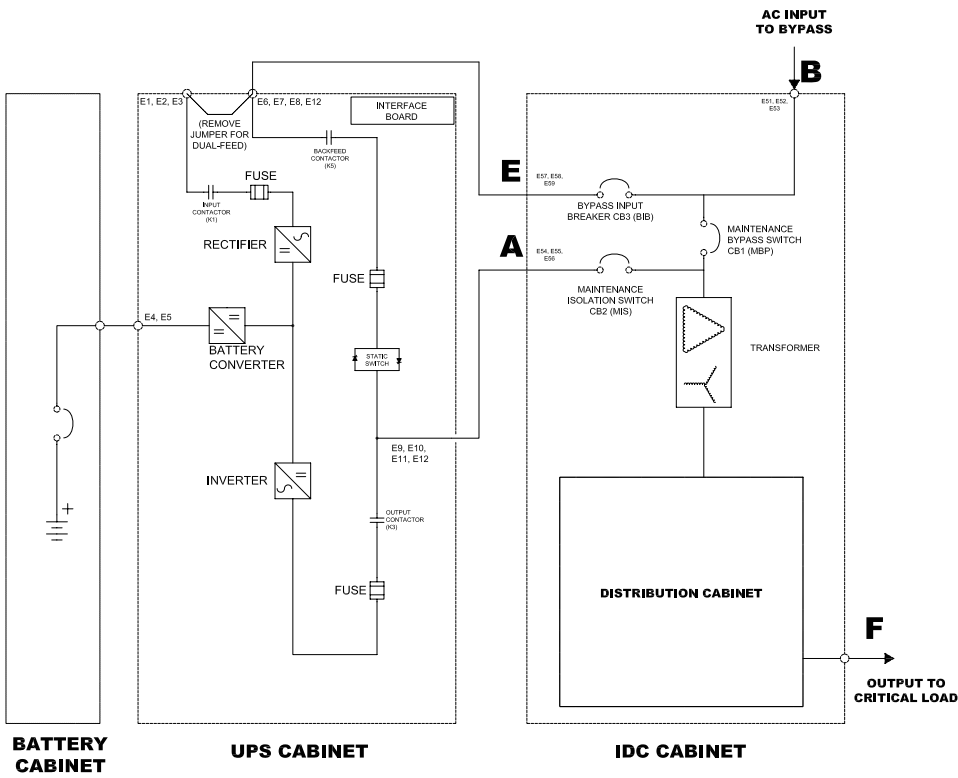 AC INPUT
TO BYPASS
B
E1, E2, E3
E6, E7, E8, E12
INTERFACE
BOARD
E51, E52,
E53
(REMOVE
JUMPER FOR
DUAL-FEED)
BACKFEED
CONTACTOR
(K5)
INPUT
CONTACTOR
(K1)
FUSE
E
E57, E58,
E59
BYPASS INPUT
BREAKER CB3 (BIB)
MAINTENANCE
BYPASS SWITCH
CB1 (MBP)
RECTIFIER
A
E54, E55,
E56
FUSE
MAINTENANCE
ISOLATION SWITCH
CB2 (MIS)
E4, E5
BATTERY
CONVERTER
STATIC
SWITCH
TRANSFORMER
E9, E10,
E11, E12
INVERTER
OUTPUT
CONTACTOR
(K3)
+
FUSE
DISTRIBUTION CABINET
F
OUTPUT TO
CRITICAL LOAD
BATTERY
CABINET
UPS CABINET
IDC CABINET